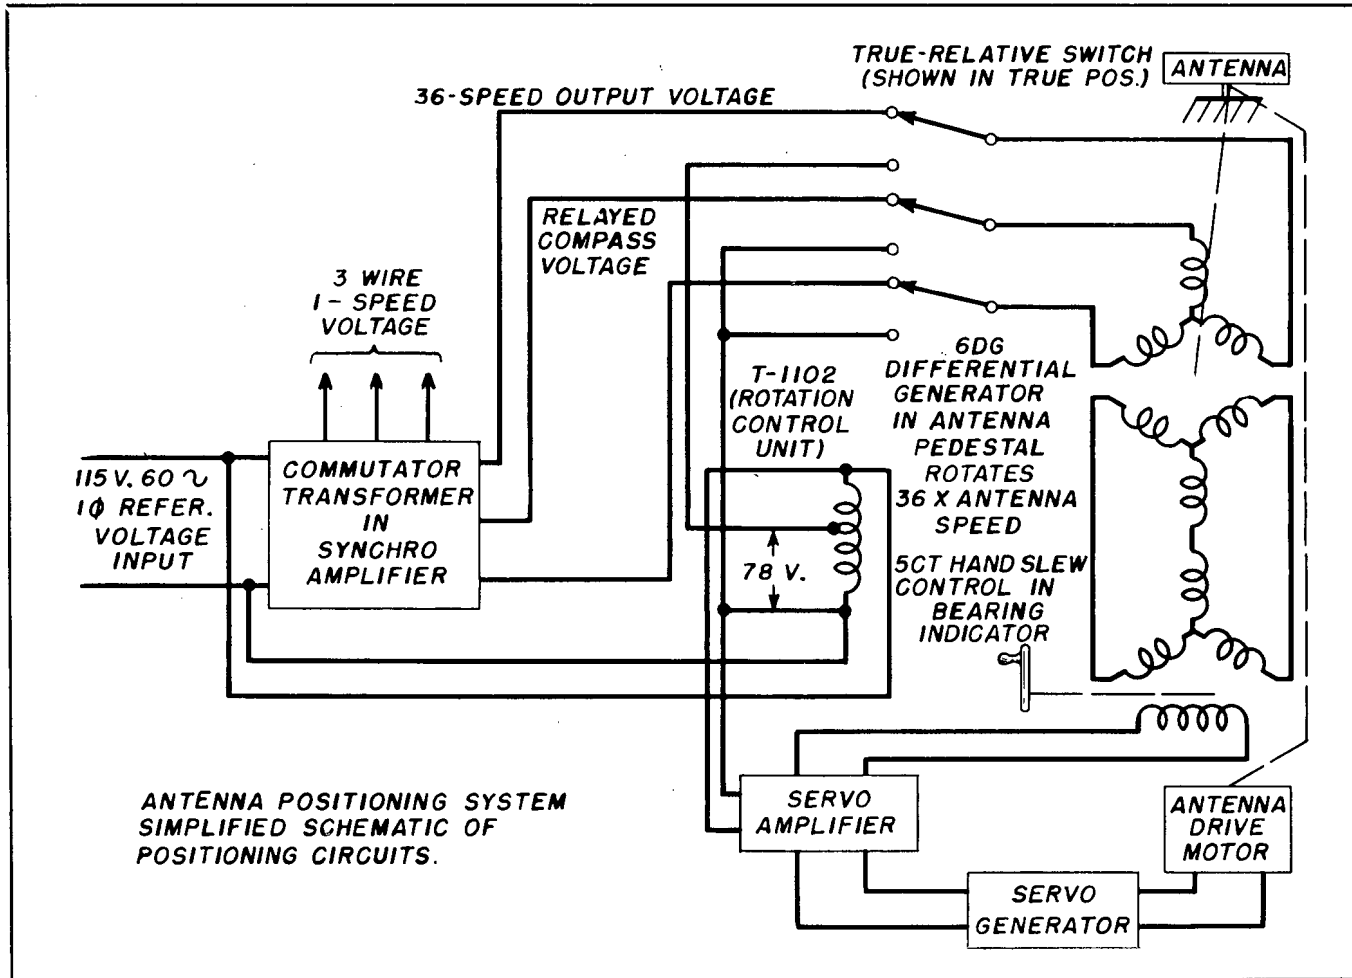 TRUE-RELATIVE SWITCH
(SHOWN IN TRUE POS.)
ANTENNA
36-SPEED OUTPUT VOLTAGE
RELAYED
COMPASS
VOLTAGE
3 WIRE
1-SPEED
VOLTAGE
T-1102
(ROTATION
CONTROL
UNIT)
6DG
DIFFERENTIAL
GENERATOR
IN ANTENNA
PEDESTAL
ROTATES
36 X ANTENNA
SPEED
115 V. 60 ~
1ϕ REFER.
VOLTAGE
INPUT
COMMUTATOR
TRANSFORMER
IN
SYNCHRO
AMPLIFIER
78 V.
5CT HAND SLEW
CONTROL IN
BEARING
INDICATOR
ANTENNA POSITIONING SYSTEM
SIMPLIFIED SCHEMATIC OF
POSITIONING CIRCUITS.
SERVO
AMPLIFIER
ANTENNA
DRIVE
MOTOR
SERVO
GENERATOR